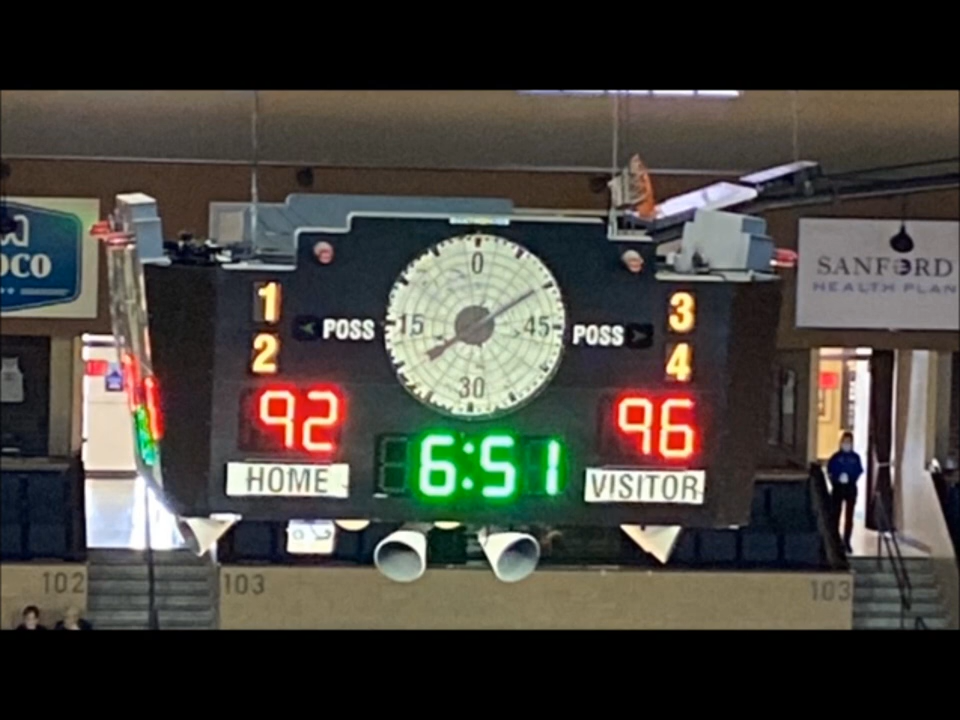 oco
SANFORD
HEALTH PLAN
0
15
45
30
1
2
POSS
POSS
3
4
92
96
6:51
HOME
VISITOR
102
103
103